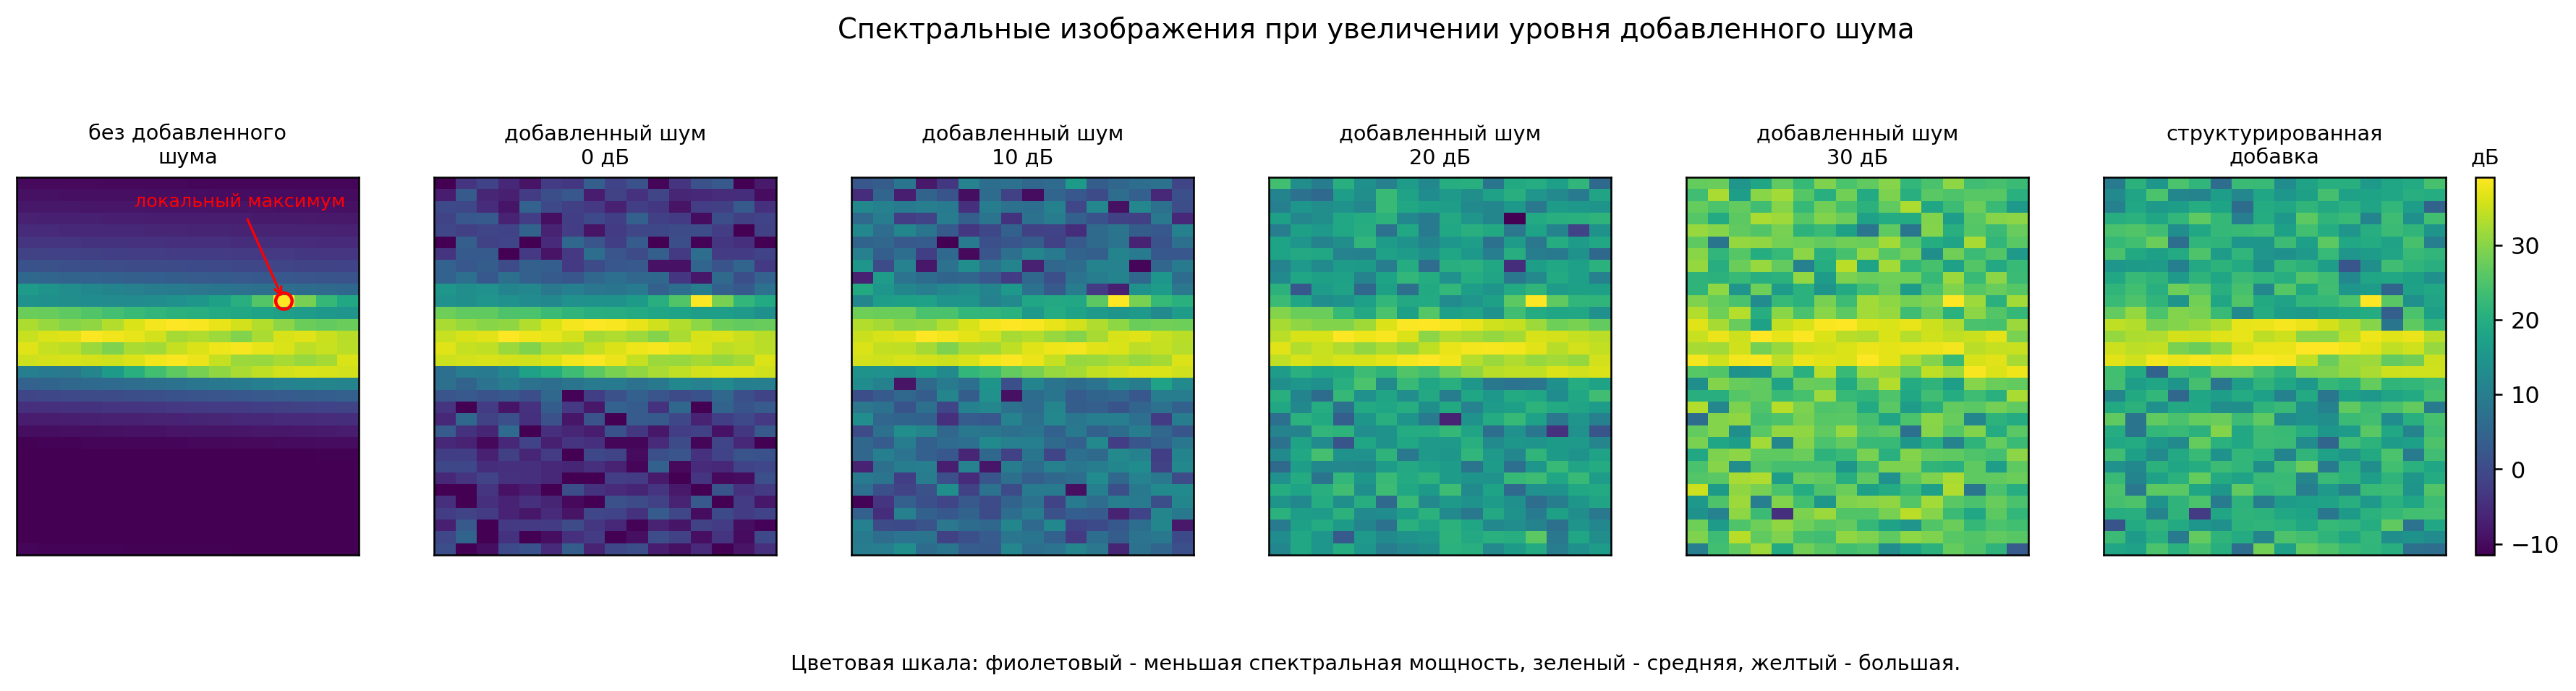 Спектральные изображения при увеличении уровня добавленного шума
без добавленного
шума
добавленный шум
0 дБ
добавленный шум
10 дБ
добавленный шум
20 дБ
добавленный шум
30 дБ
структурированная
добавка
дБ
локальный максимум
30
20
10
0
−10
Цветовая шкала: фиолетовый - меньшая спектральная мощность, зеленый - средняя, желтый - большая.